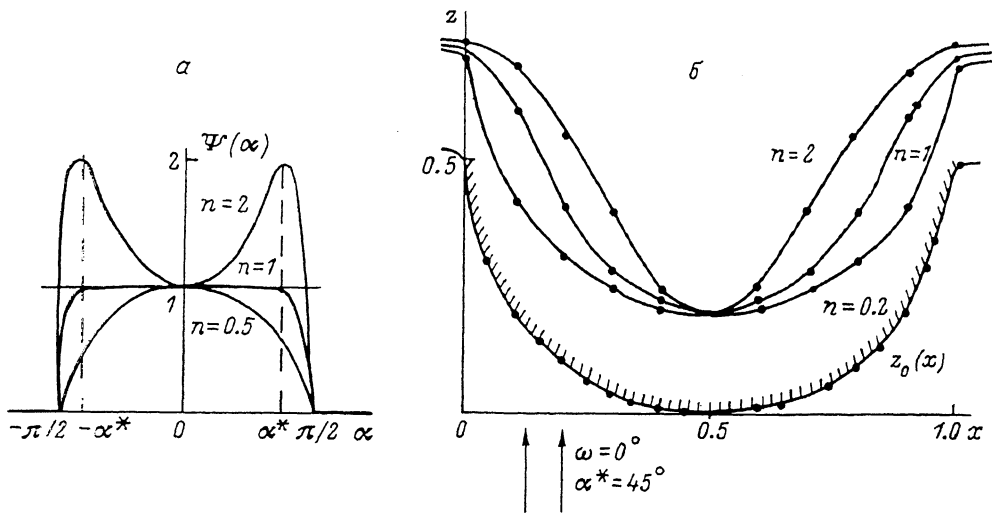 а
Ψ(α)
2
n=2
n=1
1
n=0.5
-π/2
-α*
0
α*
π/2
α
б
z
0.5
n=2
n=1
n=0.2
z₀(x)
0
0.5
1.0
x
ω=0°
α*=45°